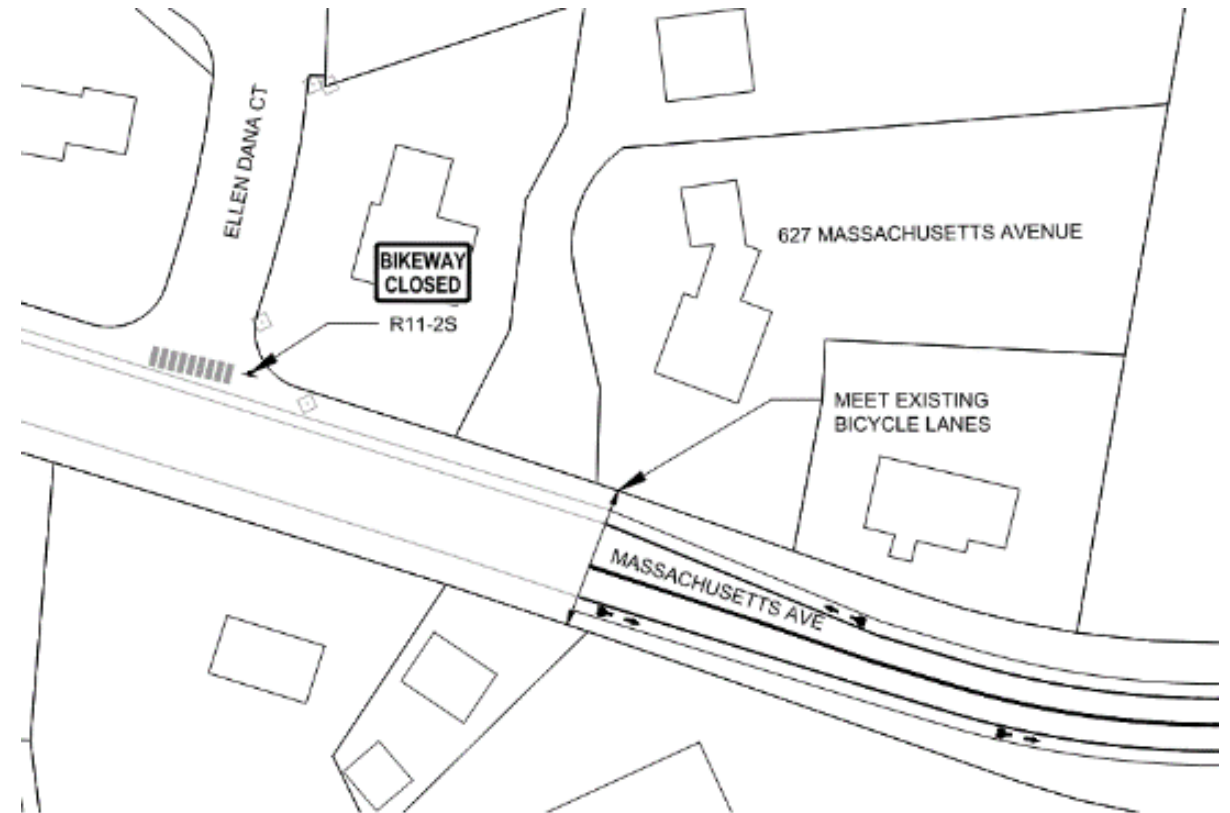 ELLEN DANA CT
627 MASSACHUSETTS AVENUE
BIKEWAY
CLOSED
R11-2S
MEET EXISTING
BICYCLE LANES
MASSACHUSETTS AVE